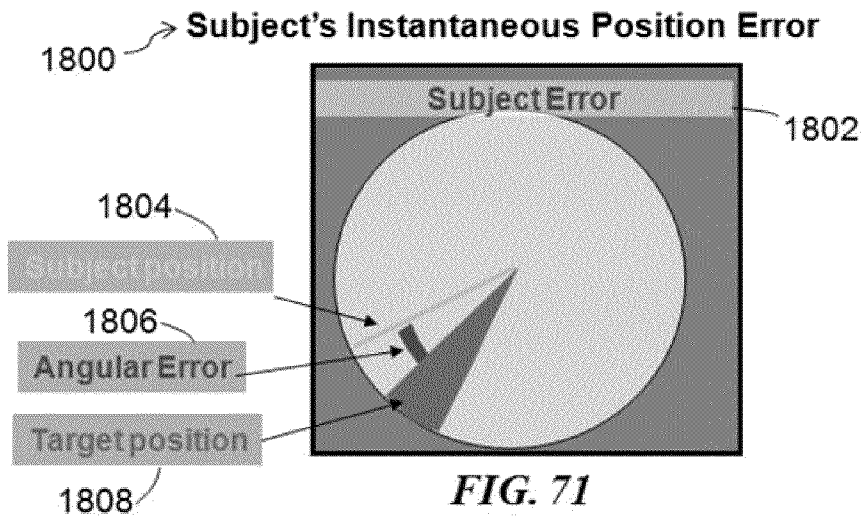 Subject's Instantaneous Position Error
1800
Subject Error
1802
1804
Subject position
1806
Angular Error
Target position
1808
FIG. 71